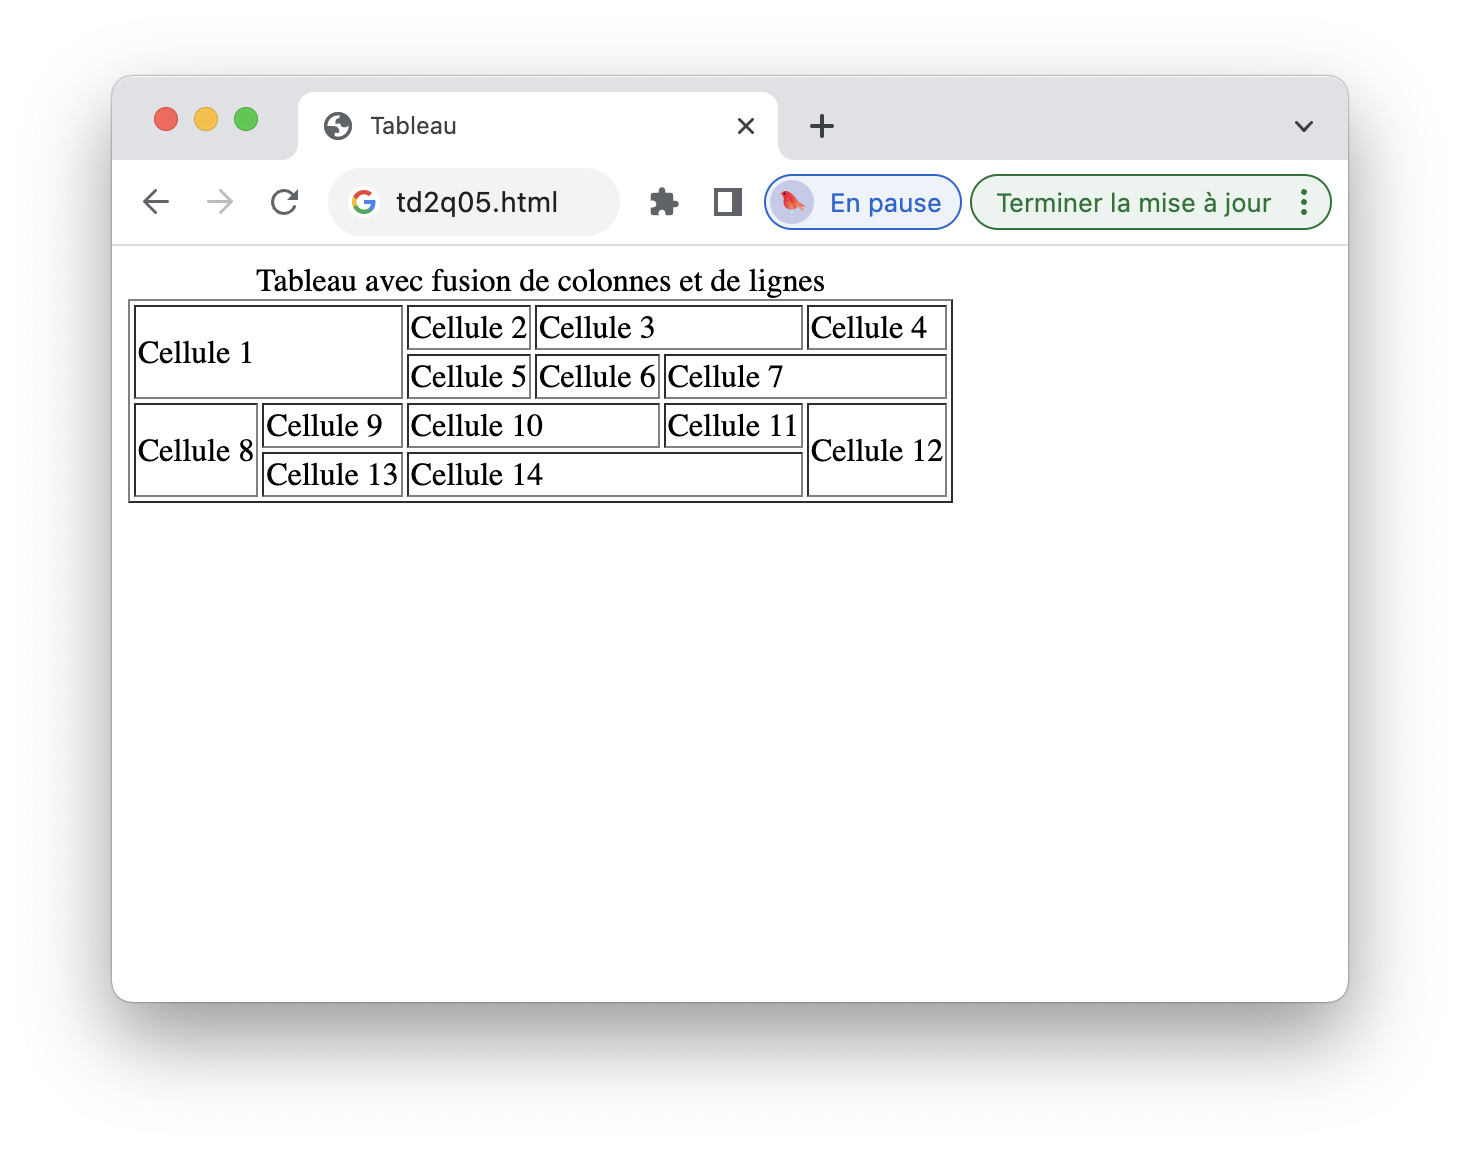 Tableau
td2q05.html
En pause
Terminer la mise à jour
Tableau avec fusion de colonnes et de lignes
Cellule 1
Cellule 2
Cellule 3
Cellule 4
Cellule 5
Cellule 6
Cellule 7
Cellule 8
Cellule 9
Cellule 10
Cellule 11
Cellule 12
Cellule 13
Cellule 14